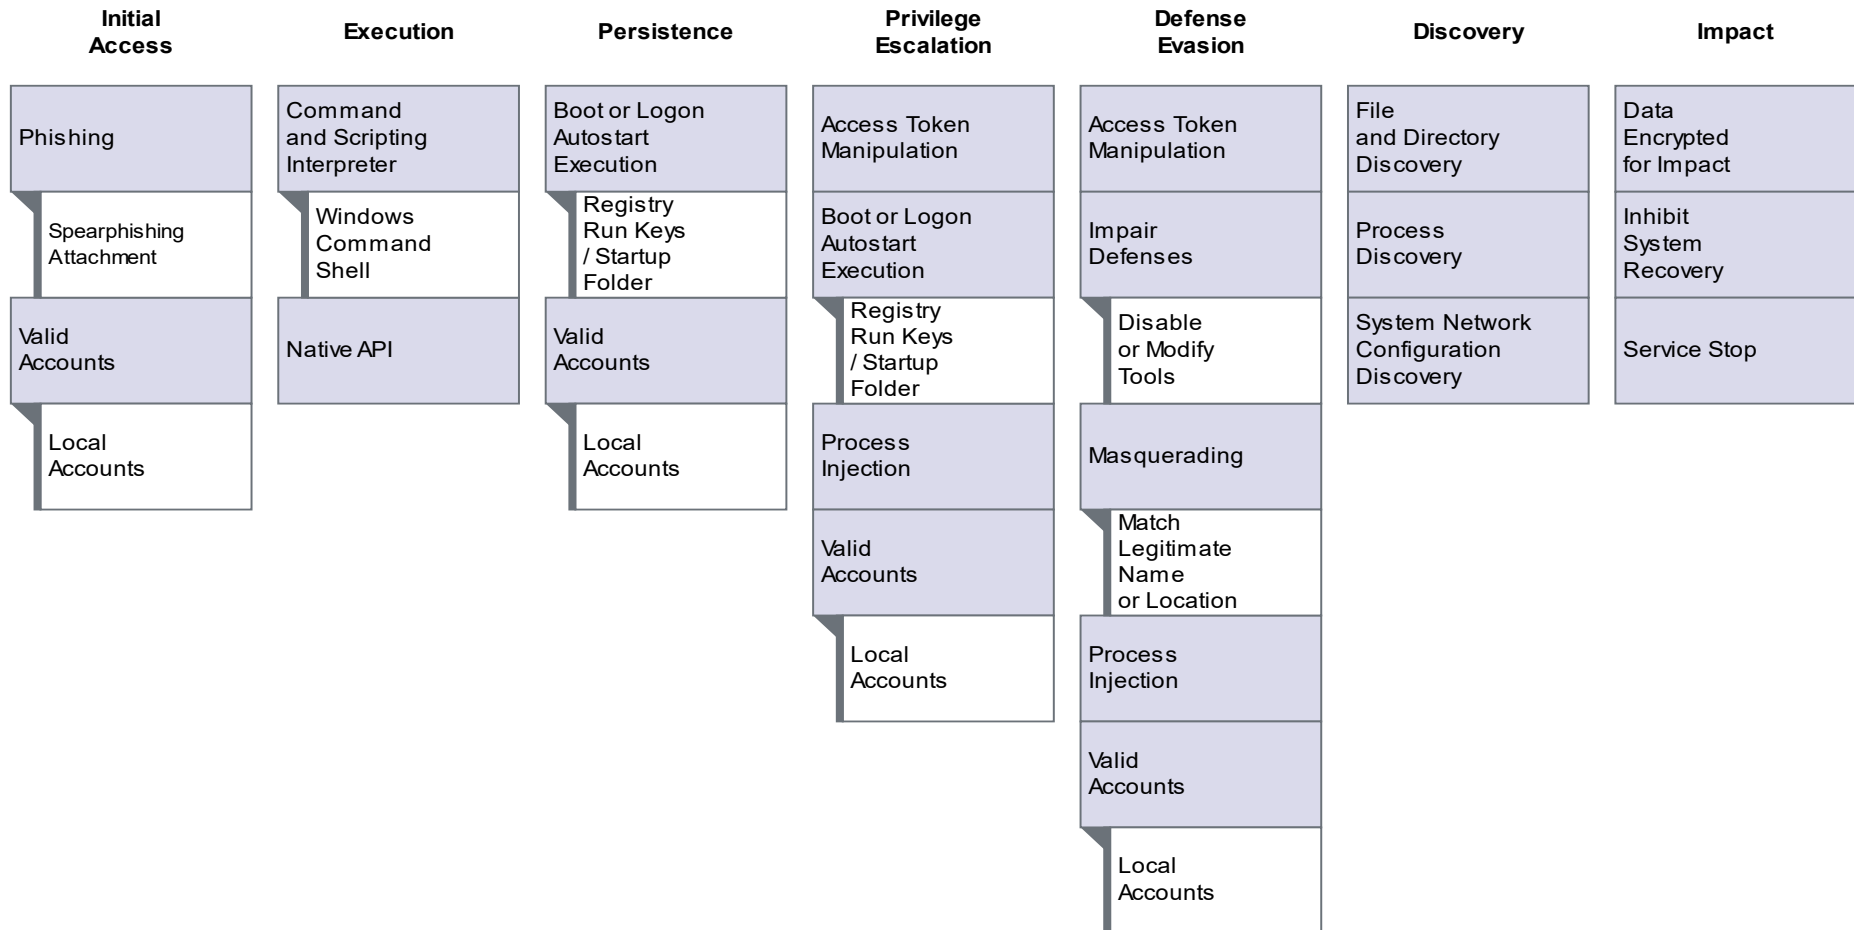 Initial
Access
Execution
Persistence
Privilege
Escalation
Defense
Evasion
Discovery
Impact
Phishing
Spearphishing
Attachment
Valid
Accounts
Local
Accounts
Command
and Scripting
Interpreter
Windows
Command
Shell
Native API
Boot or Logon
Autostart
Execution
Registry
Run Keys
/ Startup
Folder
Valid
Accounts
Local
Accounts
Access Token
Manipulation
Boot or Logon
Autostart
Execution
Registry
Run Keys
/ Startup
Folder
Process
Injection
Valid
Accounts
Local
Accounts
Access Token
Manipulation
Impair
Defenses
Disable
or Modify
Tools
Masquerading
Match
Legitimate
Name
or Location
Process
Injection
Valid
Accounts
Local
Accounts
File
and Directory
Discovery
Process
Discovery
System Network
Configuration
Discovery
Data
Encrypted
for Impact
Inhibit
System
Recovery
Service Stop